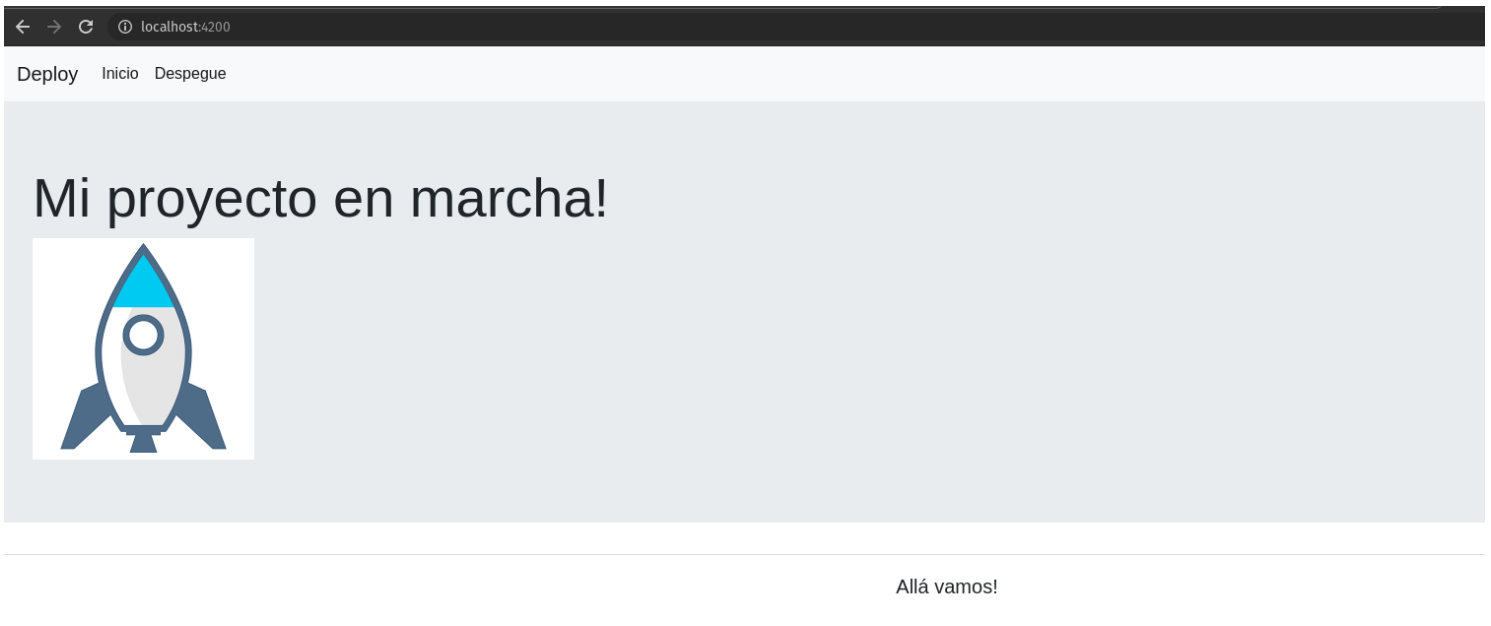 localhost:4200
Deploy Inicio Despegue
Mi proyecto en marcha!
Allá vamos!